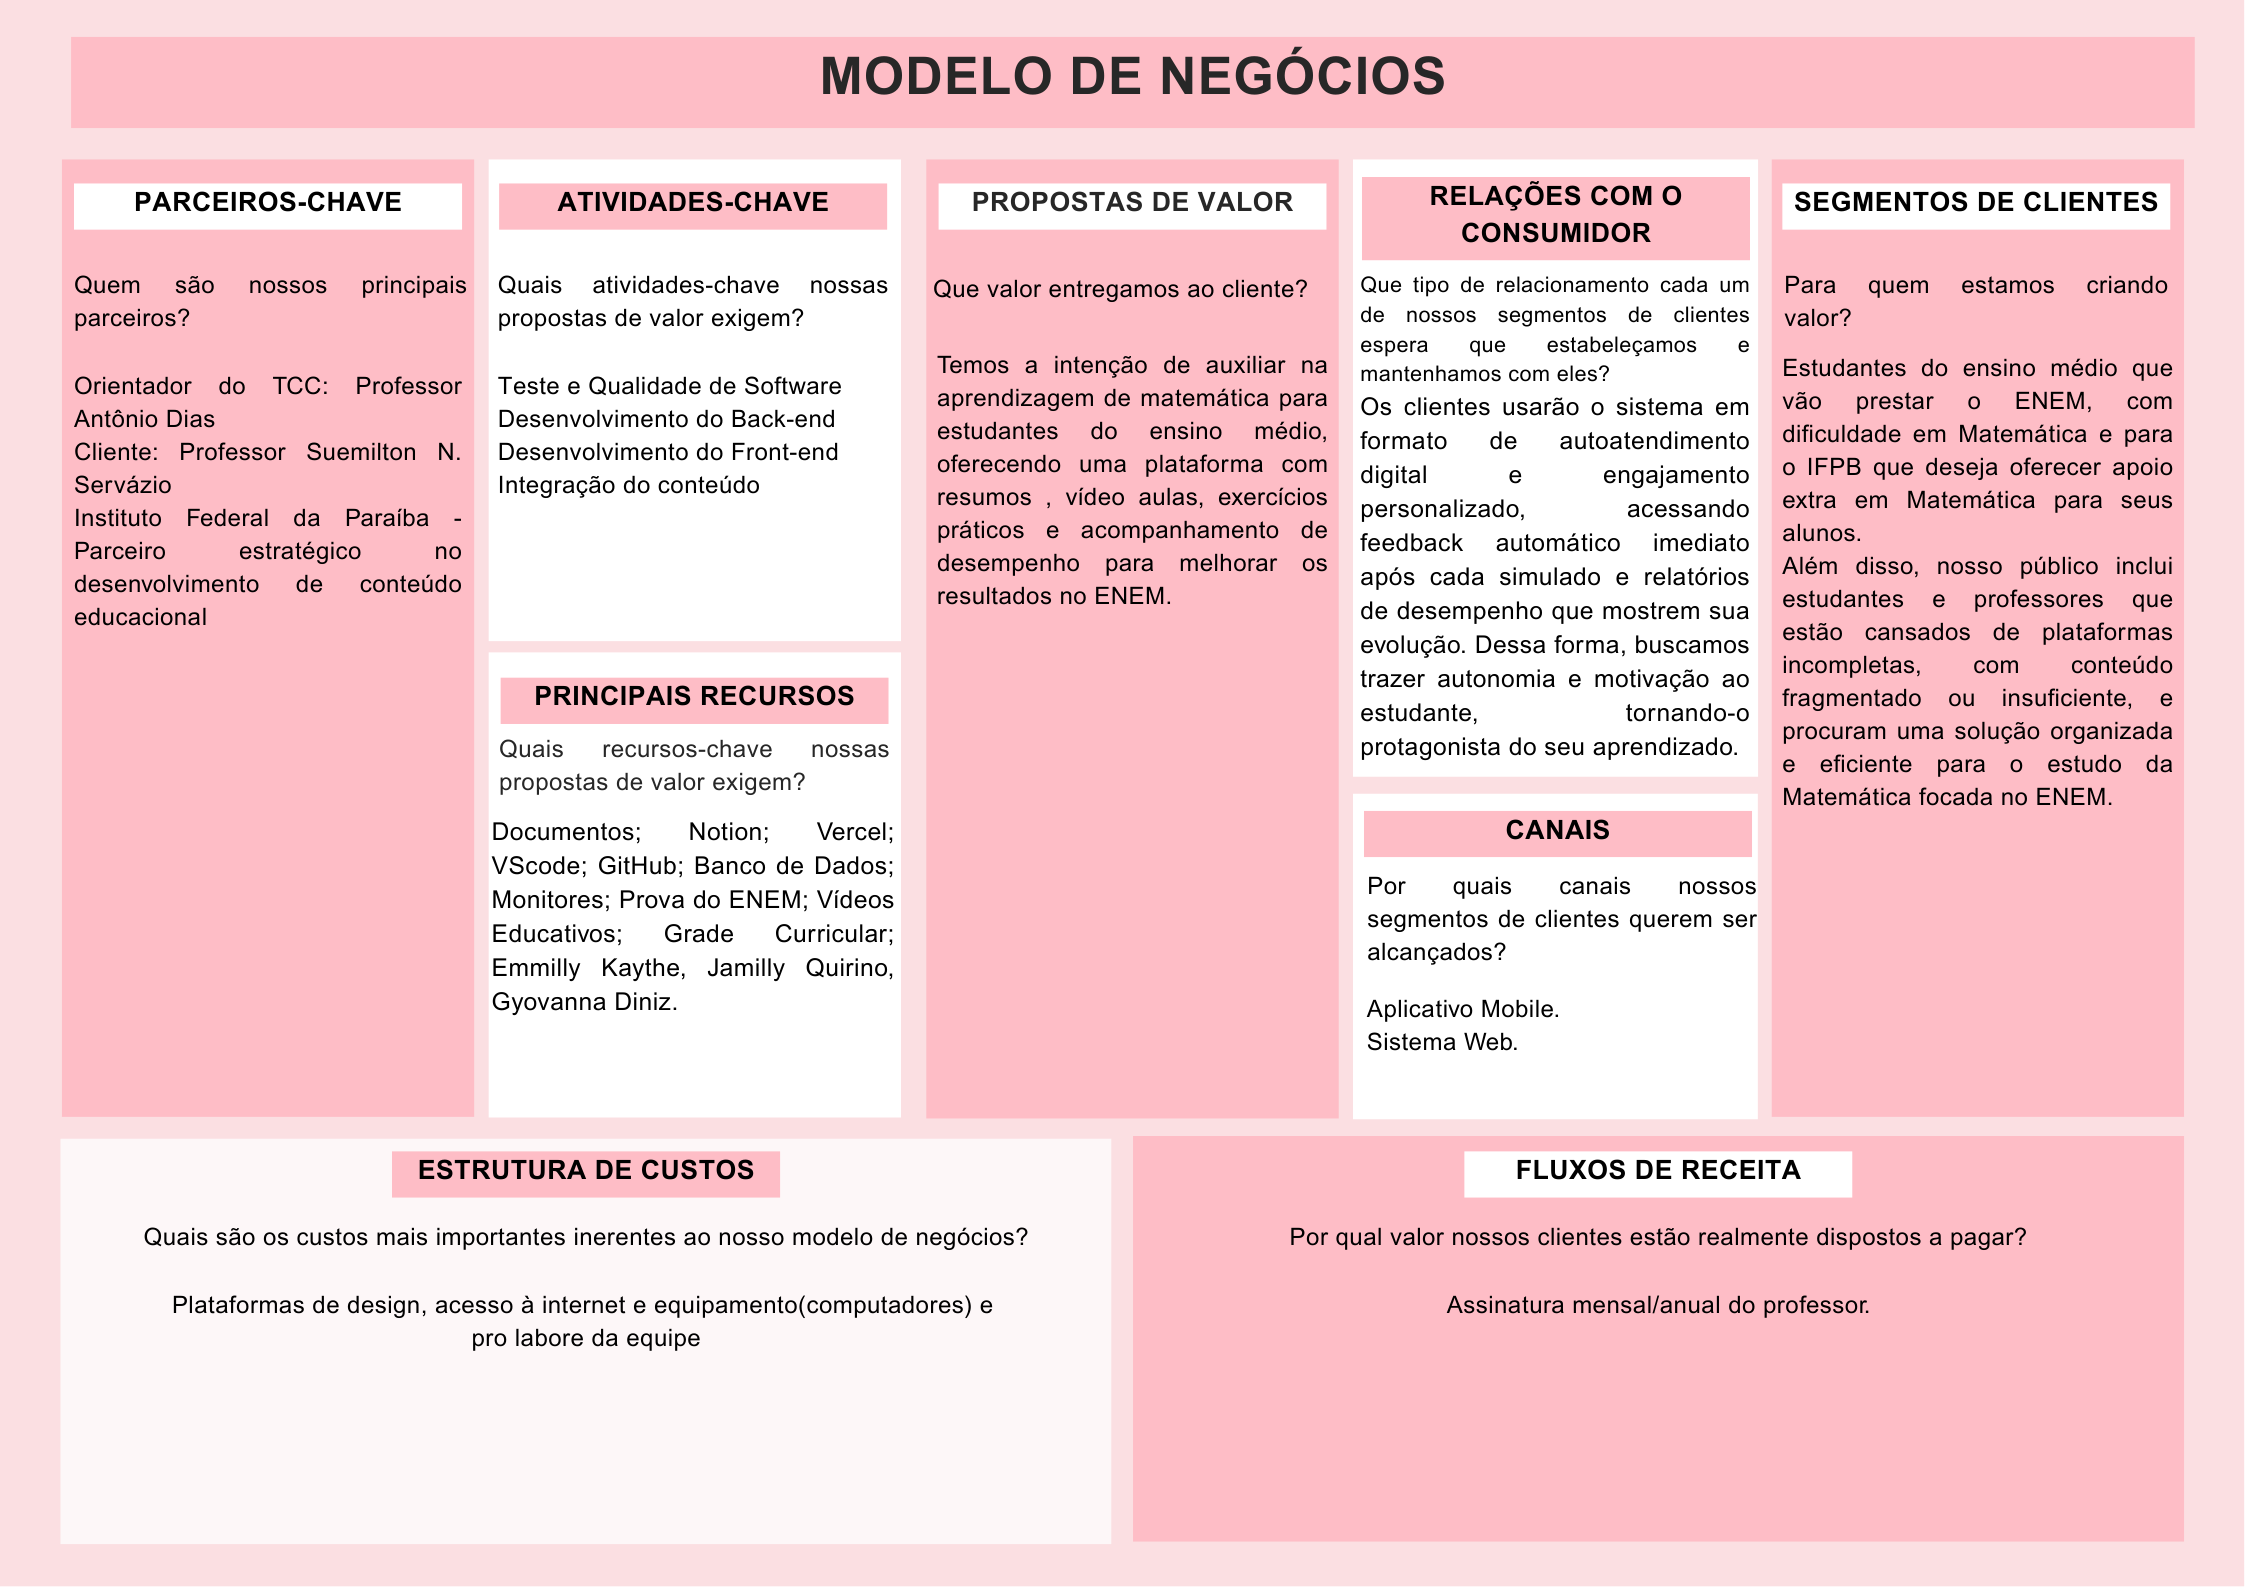 MODELO DE NEGÓCIOS
PARCEIROS-CHAVE
Quem são nossos principais
parceiros?
Orientador do TCC: Professor
Antônio Dias
Cliente: Professor Suemilton N.
Servázio
Instituto Federal da Paraíba -
Parceiro estratégico no
desenvolvimento de conteúdo
educacional
ATIVIDADES-CHAVE
Quais atividades-chave nossas
propostas de valor exigem?
Teste e Qualidade de Software
Desenvolvimento do Back-end
Desenvolvimento do Front-end
Integração do conteúdo
PRINCIPAIS RECURSOS
Quais recursos-chave nossas
propostas de valor exigem?
Documentos; Notion; Vercel;
VScode; GitHub; Banco de Dados;
Monitores; Prova do ENEM; Vídeos
Educativos; Grade Curricular;
Emmilly Kaythe, Jamilly Quirino,
Gyovanna Diniz.
PROPOSTAS DE VALOR
Que valor entregamos ao cliente?
Temos a intenção de auxiliar na
aprendizagem de matemática para
estudantes do ensino médio,
oferecendo uma plataforma com
resumos , vídeo aulas, exercícios
práticos e acompanhamento de
desempenho para melhorar os
resultados no ENEM.
RELAÇÕES COM O
CONSUMIDOR
Que tipo de relacionamento cada um
de nossos segmentos de clientes
espera que estabeleçamos e
mantenhamos com eles?
Os clientes usarão o sistema em
formato de autoatendimento
digital e engajamento
personalizado, acessando
feedback automático imediato
após cada simulado e relatórios
de desempenho que mostrem sua
evolução. Dessa forma, buscamos
trazer autonomia e motivação ao
estudante, tornando-o
protagonista do seu aprendizado.
CANAIS
Por quais canais nossos
segmentos de clientes querem ser
alcançados?
Aplicativo Mobile.
Sistema Web.
SEGMENTOS DE CLIENTES
Para quem estamos criando
valor?
Estudantes do ensino médio que
vão prestar o ENEM, com
dificuldade em Matemática e para
o IFPB que deseja oferecer apoio
extra em Matemática para seus
alunos.
Além disso, nosso público inclui
estudantes e professores que
estão cansados de plataformas
incompletas, com conteúdo
fragmentado ou insuficiente, e
procuram uma solução organizada
e eficiente para o estudo da
Matemática focada no ENEM.
ESTRUTURA DE CUSTOS
Quais são os custos mais importantes inerentes ao nosso modelo de negócios?
Plataformas de design, acesso à internet e equipamento(computadores) e
pro labore da equipe
FLUXOS DE RECEITA
Por qual valor nossos clientes estão realmente dispostos a pagar?
Assinatura mensal/anual do professor.